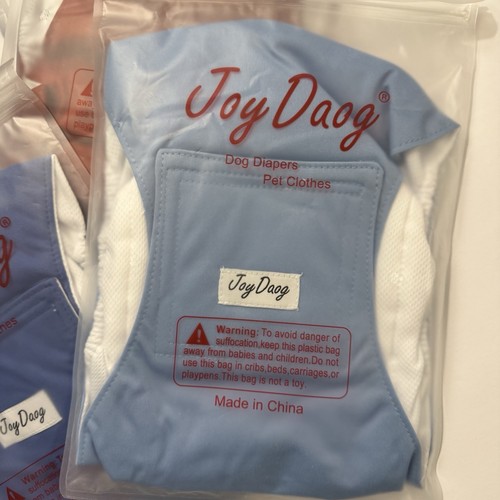 JoyDaog®
Dog Diapers
Pet Clothes
JoyDaog
Warning: To avoid danger of
suffocation,keep this plastic bag
away from babies and children.Do not
use this bag in cribs,beds,carriages,or
playpens.This bag is not a toy
Made in China
JoyDaog